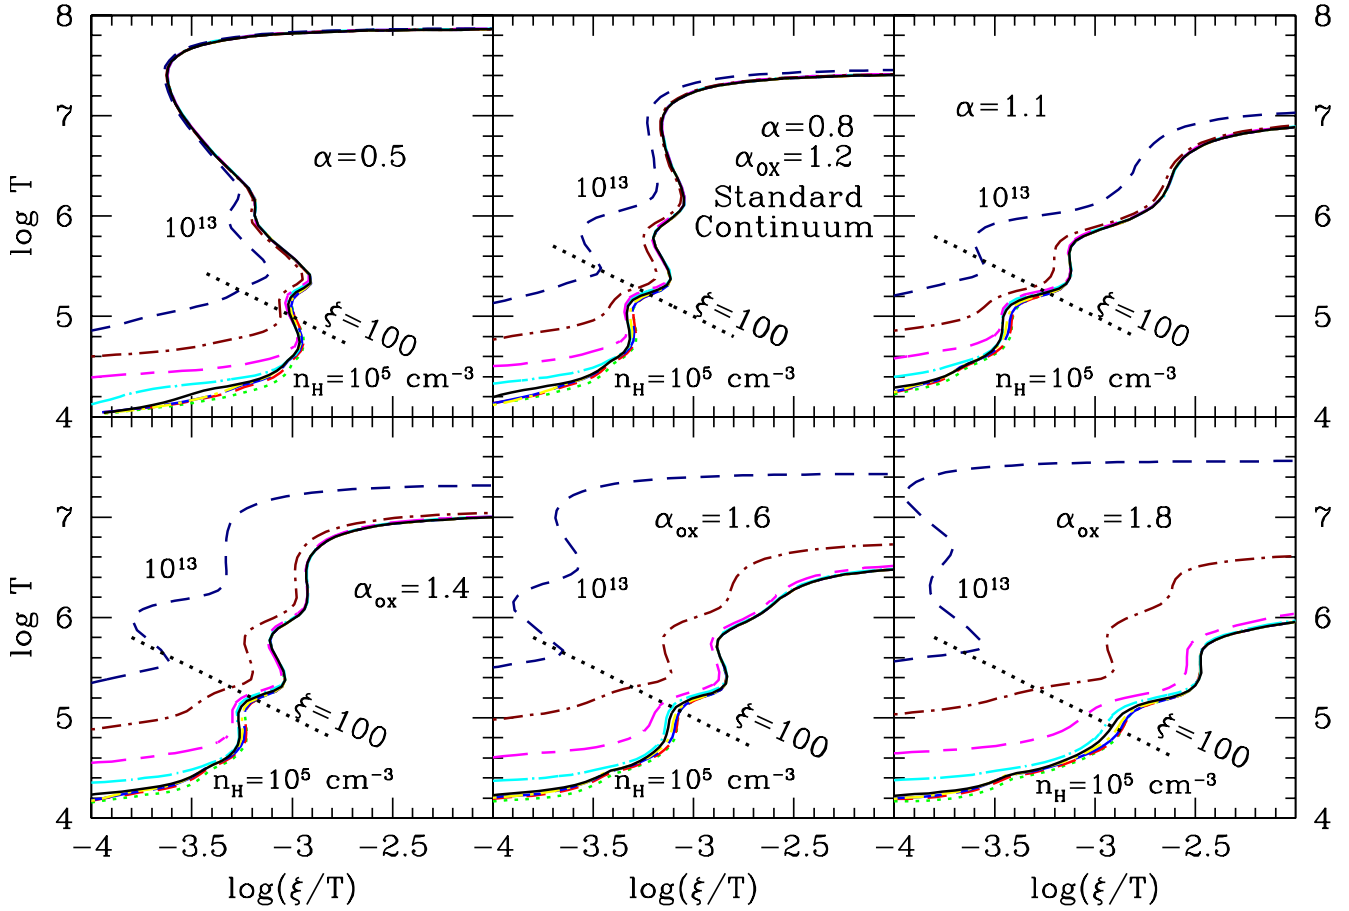 8
7
6
5
4
log T
α=0.5
10¹³
ξ=100
n_H=10⁵ cm⁻³
α=0.8
α_ox=1.2
Standard
Continuum
10¹³
ξ=100
n_H=10⁵ cm⁻³
α=1.1
10¹³
ξ=100
n_H=10⁵ cm⁻³
8
7
6
5
4
7
6
5
4
log T
10¹³
α_ox=1.4
ξ=100
n_H=10⁵ cm⁻³
α_ox=1.6
10¹³
ξ=100
n_H=10⁵ cm⁻³
α_ox=1.8
10¹³
ξ=100
n_H=10⁵ cm⁻³
7
6
5
4
-4 -3.5 -3 -2.5
-4 -3.5 -3 -2.5
-4 -3.5 -3 -2.5
log(ξ/T)
log(ξ/T)
log(ξ/T)